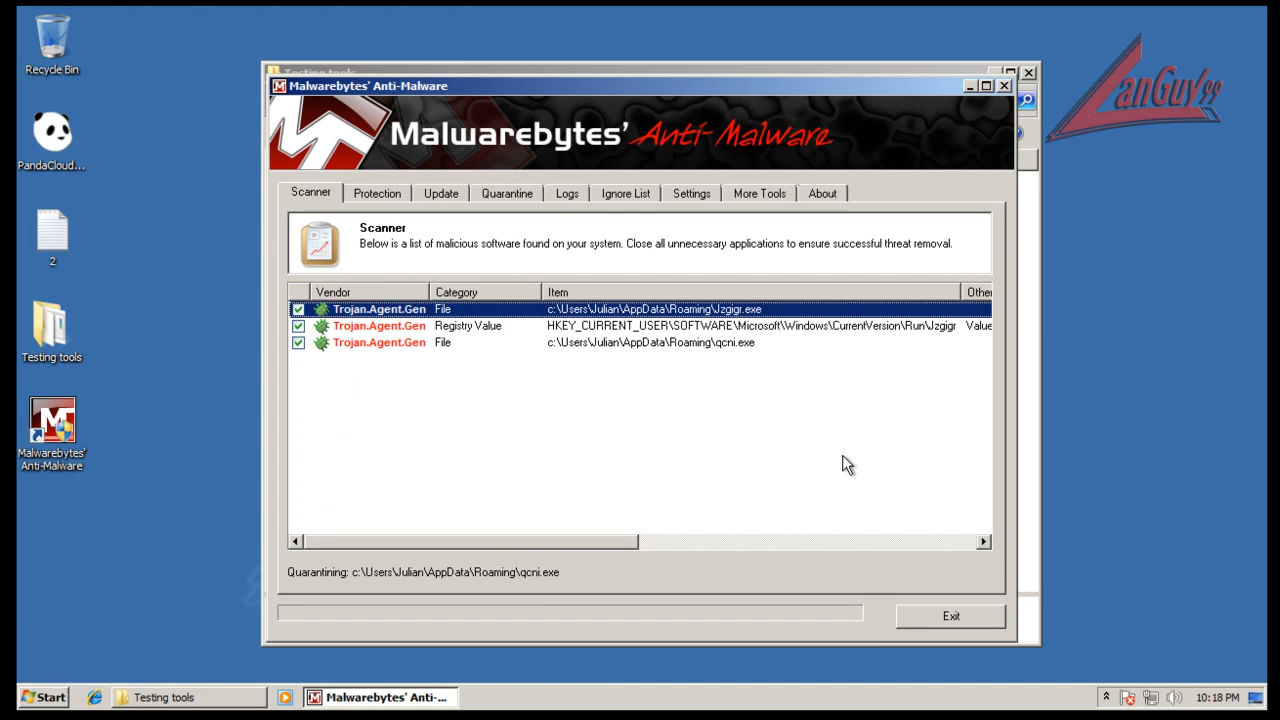 Recycle Bin
PandaCloud...
2
Testing tools
Malwarebytes'
Anti-Malware
LanGuy99
Testing tools
Malwarebytes' Anti-Malware
Malwarebytes' Anti-Malware
Scanner Protection Update Quarantine Logs Ignore List Settings More Tools About
Scanner
Below is a list of malicious software found on your system. Close all unnecessary applications to ensure successful threat removal.
Vendor Category Item Other
Trojan.Agent.Gen File c:\Users\Julian\AppData\Roaming\Jzgigr.exe
Trojan.Agent.Gen Registry Value HKEY_CURRENT_USER\SOFTWARE\Microsoft\Windows\CurrentVersion\Run\Jzgigr Value
Trojan.Agent.Gen File c:\Users\Julian\AppData\Roaming\qcni.exe
Quarantining: c:\Users\Julian\AppData\Roaming\qcni.exe
Exit
Start Testing tools Malwarebytes' Anti-... 10:18 PM